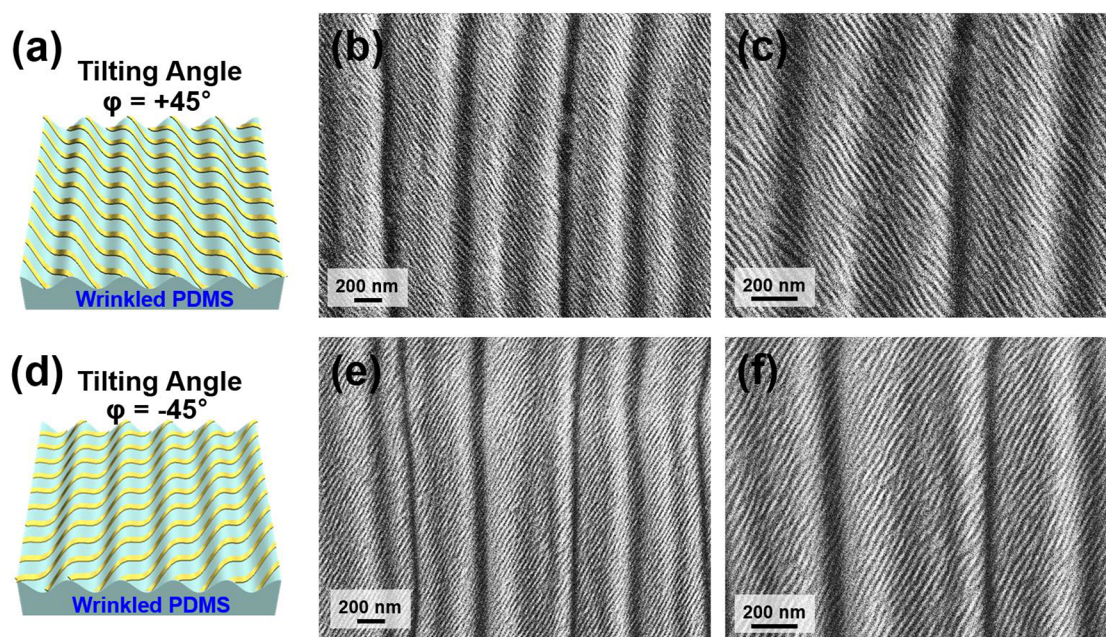 (a)
Tilting Angle
φ = +45°
Wrinkled PDMS
(b)
200 nm
(c)
200 nm
(d)
Tilting Angle
φ = -45°
Wrinkled PDMS
(e)
200 nm
(f)
200 nm